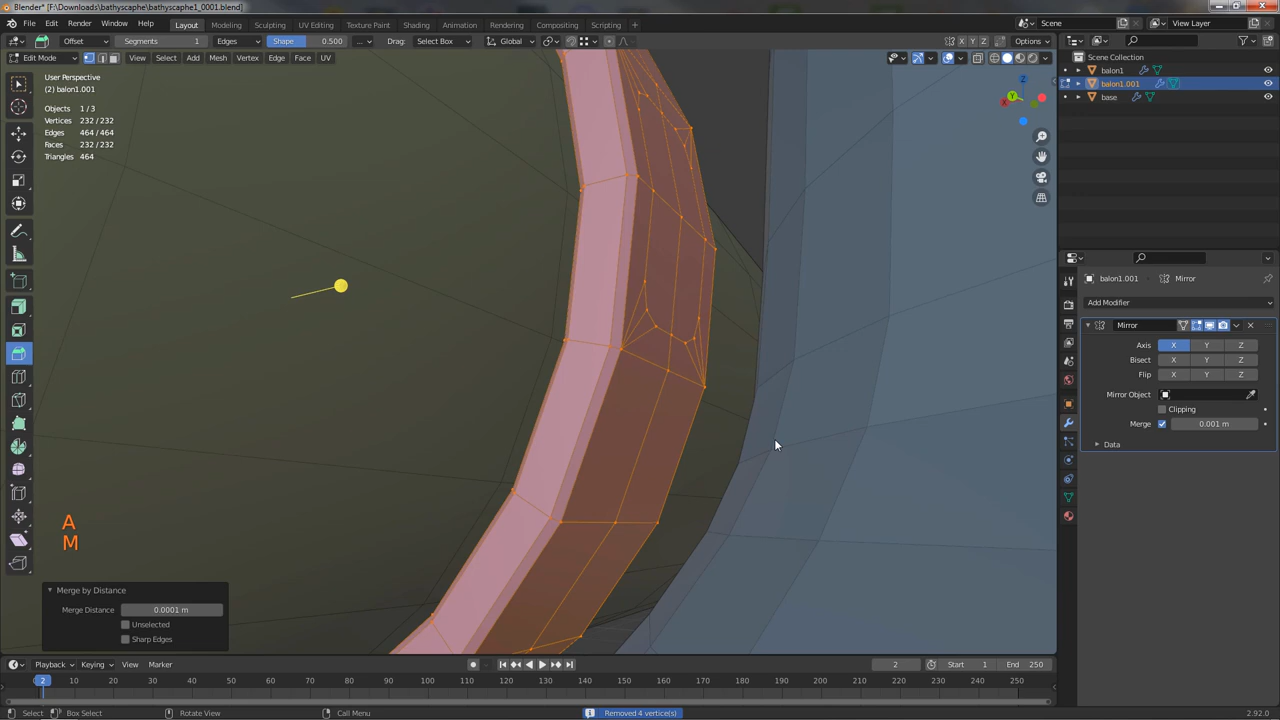 Blender* [F:\Downloads\bathyscaphe\bathyscaphe1_0001.blend]
File Edit Render Window Help Layout Modeling Sculpting UV Editing Texture Paint Shading Animation Rendering Compositing Scripting Scene View Layer
Offset Segments 1 Edges Shape 0.500 ... Drag: Select Box Global X Y Z Options
Edit Mode View Select Add Mesh Vertex Edge Face UV
User Perspective
(2) balon1.001
Objects 1 / 3
Vertices 232 / 232
Edges 464 / 464
Faces 232 / 232
Triangles 464
Z
Y
X
Scene Collection
balon1
balon1.001
base
balon1.001 Mirror
Add Modifier
Mirror
Axis X Y Z
Bisect X Y Z
Flip X Y Z
Mirror Object
Clipping
Merge 0.001 m
Data
A
M
Merge by Distance
Merge Distance 0.0001 m
Unselected
Sharp Edges
Playback Keying View Marker 2 Start 1 End 250
2 10 20 30 40 50 60 70 80 90 100 110 120 130 140 150 160 170 180 190 200 210 220 230 240 250
Select Box Select Rotate View Call Menu Removed 4 vertice(s) 2.92.0